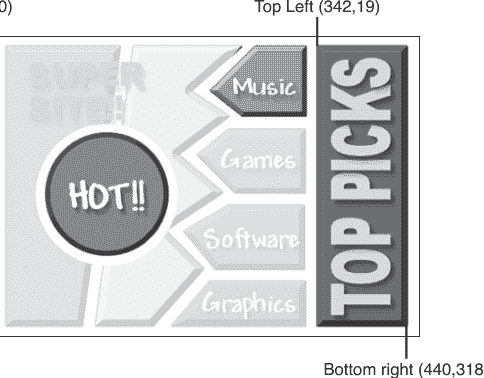 0)
Top Left (342,19)
SUPER
SITE!
Music
Games
HOT!!
Software
Graphics
TOP PICKS
Bottom right (440,318